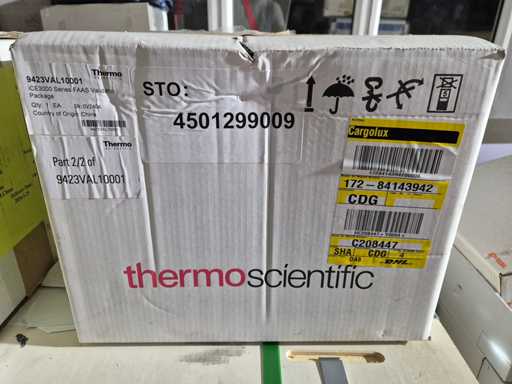 9423VAL10001
Thermo
iCE3000 Series FAAS Validation
Package
Qty: 1 EA
Country of Origin: China
Thermo
Part 2/2 of
9423VAL10001
STO:
4501299009
Cargolux
172-84143942
CDG
C208447
SHA CDG 4
DHL
thermoscientific